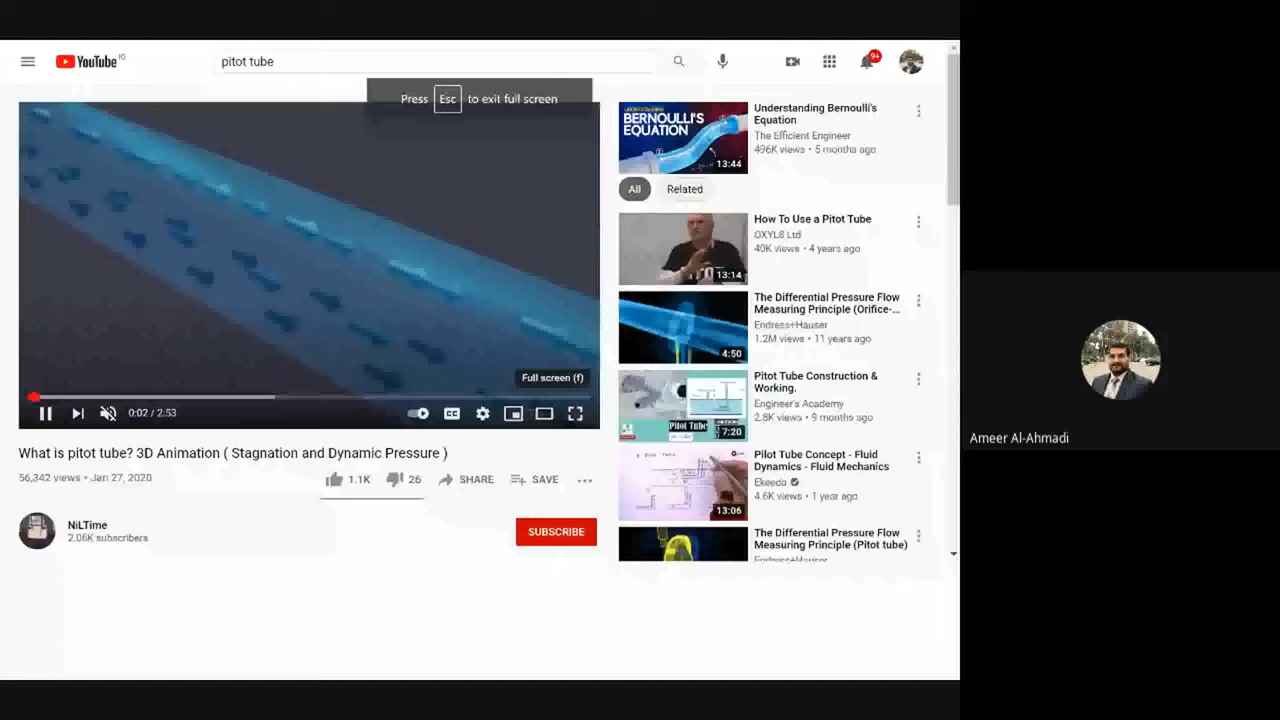 YouTube IQ
pitot tube
9+
Press Esc to exit full screen
Full screen (f)
0:02 / 2:53
CC
What is pitot tube? 3D Animation ( Stagnation and Dynamic Pressure )
56,342 views • Jan 27, 2020
1.1K
26
SHARE
SAVE
NiLTime
2.06K subscribers
SUBSCRIBE
BERNOULLI'S
EQUATION
13:44
Understanding Bernoulli's
Equation
The Efficient Engineer
496K views • 5 months ago
All
Related
13:14
How To Use a Pitot Tube
OXYL8 Ltd
40K views • 4 years ago
4:50
The Differential Pressure Flow
Measuring Principle (Orifice-...
Endress+Hauser
1.2M views • 11 years ago
Pitot Tube
7:20
Pitot Tube Construction &
Working.
Engineer's Academy
2.8K views • 9 months ago
13:06
Pitot Tube Concept - Fluid
Dynamics - Fluid Mechanics
Ekeeda
4.6K views • 1 year ago
The Differential Pressure Flow
Measuring Principle (Pitot tube)
Endress+Hauser
Ameer Al-Ahmadi